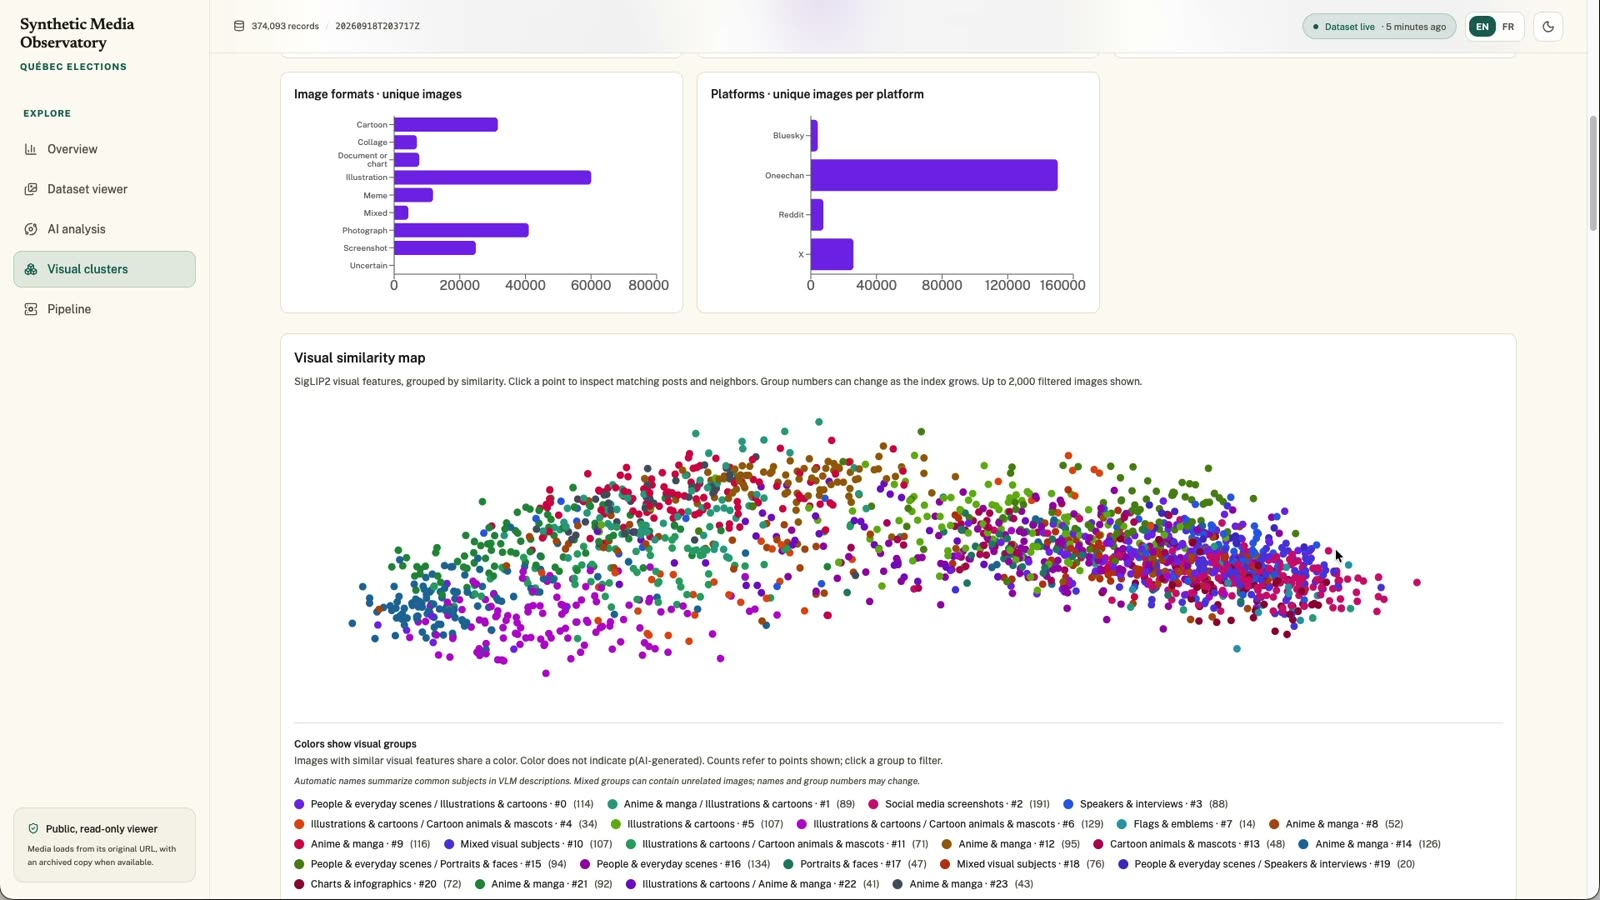 Synthetic Media
Observatory
QUÉBEC ELECTIONS
EXPLORE
Overview
Dataset viewer
AI analysis
Visual clusters
Pipeline
Public, read-only viewer
Media loads from its original URL, with
an archived copy when available.
374,093 records / 20260918T203717Z
Dataset live · 5 minutes ago
EN FR
Image formats · unique images
Cartoon
Collage
Document or
chart
Illustration
Meme
Mixed
Photograph
Screenshot
Uncertain
0 20000 40000 60000 80000
Platforms · unique images per platform
Bluesky
Oneechan
Reddit
X
0 40000 80000 120000 160000
Visual similarity map
SigLIP2 visual features, grouped by similarity. Click a point to inspect matching posts and neighbors. Group numbers can change as the index grows. Up to 2,000 filtered images shown.
Colors show visual groups
Images with similar visual features share a color. Color does not indicate p(AI-generated). Counts refer to points shown; click a group to filter.
Automatic names summarize common subjects in VLM descriptions. Mixed groups can contain unrelated images; names and group numbers may change.
People & everyday scenes / Illustrations & cartoons · #0 (114) Anime & manga / Illustrations & cartoons · #1 (89) Social media screenshots · #2 (191) Speakers & interviews · #3 (88)
Illustrations & cartoons / Cartoon animals & mascots · #4 (34) Illustrations & cartoons · #5 (107) Illustrations & cartoons / Cartoon animals & mascots · #6 (129) Flags & emblems · #7 (14) Anime & manga · #8 (52)
Anime & manga · #9 (116) Mixed visual subjects · #10 (107) Illustrations & cartoons / Cartoon animals & mascots · #11 (71) Anime & manga · #12 (95) Cartoon animals & mascots · #13 (48) Anime & manga · #14 (126)
People & everyday scenes / Portraits & faces · #15 (94) People & everyday scenes · #16 (134) Portraits & faces · #17 (47) Mixed visual subjects · #18 (76) People & everyday scenes / Speakers & interviews · #19 (20)
Charts & infographics · #20 (72) Anime & manga · #21 (92) Illustrations & cartoons / Anime & manga · #22 (41) Anime & manga · #23 (43)